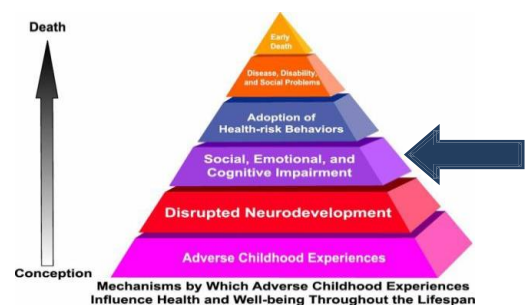 Death
Early
Death
Disease, Disability,
and Social Problems
Adoption of
Health-risk Behaviors
Social, Emotional, and
Cognitive Impairment
Disrupted Neurodevelopment
Adverse Childhood Experiences
Conception
Mechanisms by Which Adverse Childhood Experiences
Influence Health and Well-being Throughout the Lifespan